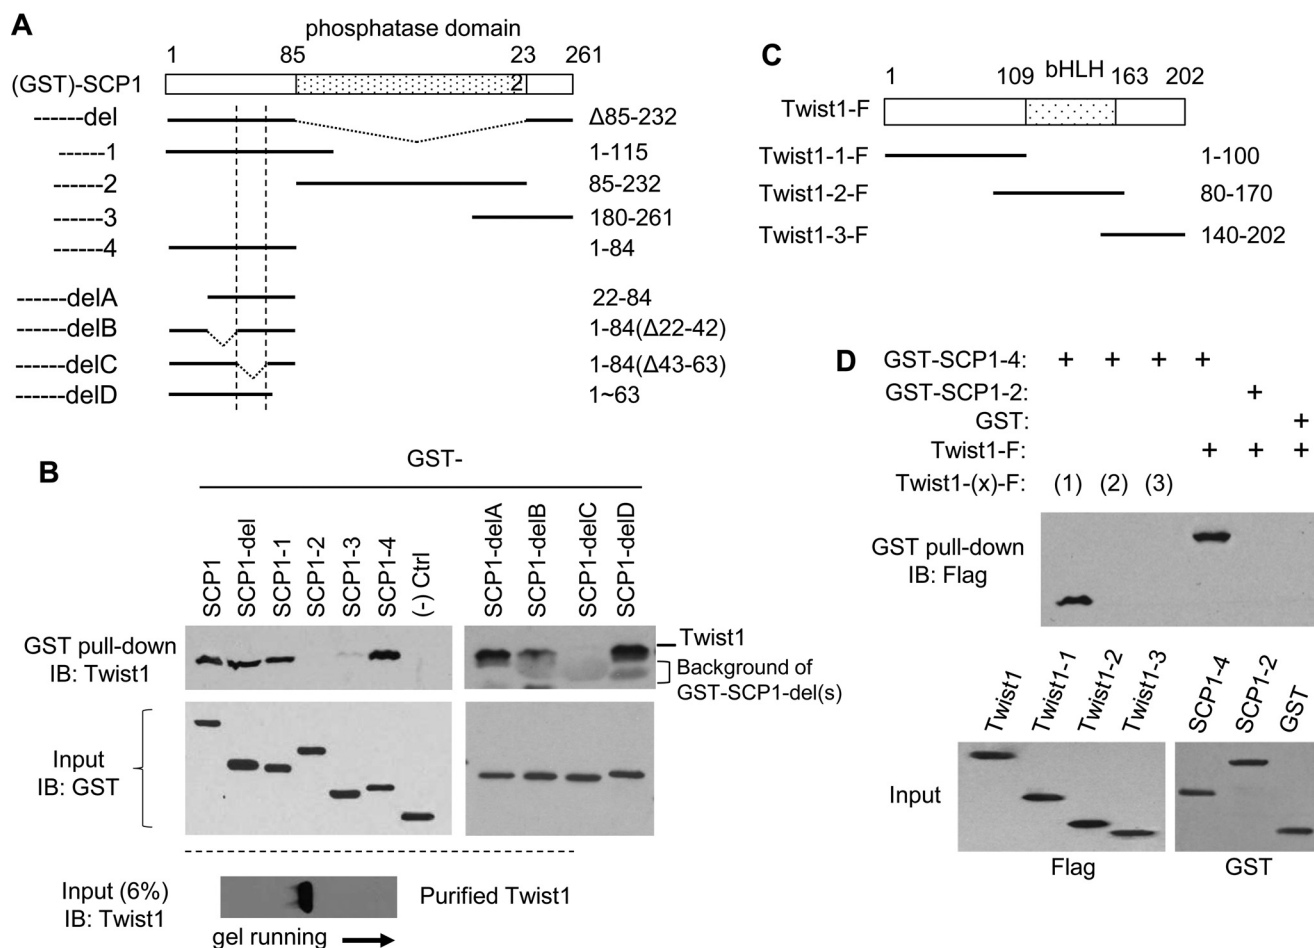 A
phosphatase domain
1 85 23 261
(GST)-SCP1 2
------del Δ85-232
------1 1-115
------2 85-232
------3 180-261
------4 1-84
------delA 22-84
------delB 1-84(Δ22-42)
------delC 1-84(Δ43-63)
------delD 1~63
B
GST-
SCP1 SCP1-del SCP1-1 SCP1-2 SCP1-3 SCP1-4 (-) Ctrl SCP1-delA SCP1-delB SCP1-delC SCP1-delD
GST pull-down
IB: Twist1
Twist1
Background of
GST-SCP1-del(s)
Input
IB: GST
Input (6%)
IB: Twist1
Purified Twist1
gel running
C
bHLH
1 109 163 202
Twist1-F
Twist1-1-F 1-100
Twist1-2-F 80-170
Twist1-3-F 140-202
D
GST-SCP1-4: + + + +
GST-SCP1-2: +
GST: +
Twist1-F: + + +
Twist1-(x)-F: (1) (2) (3)
GST pull-down
IB: Flag
Twist1 Twist1-1 Twist1-2 Twist1-3 SCP1-4 SCP1-2 GST
Input
Flag GST